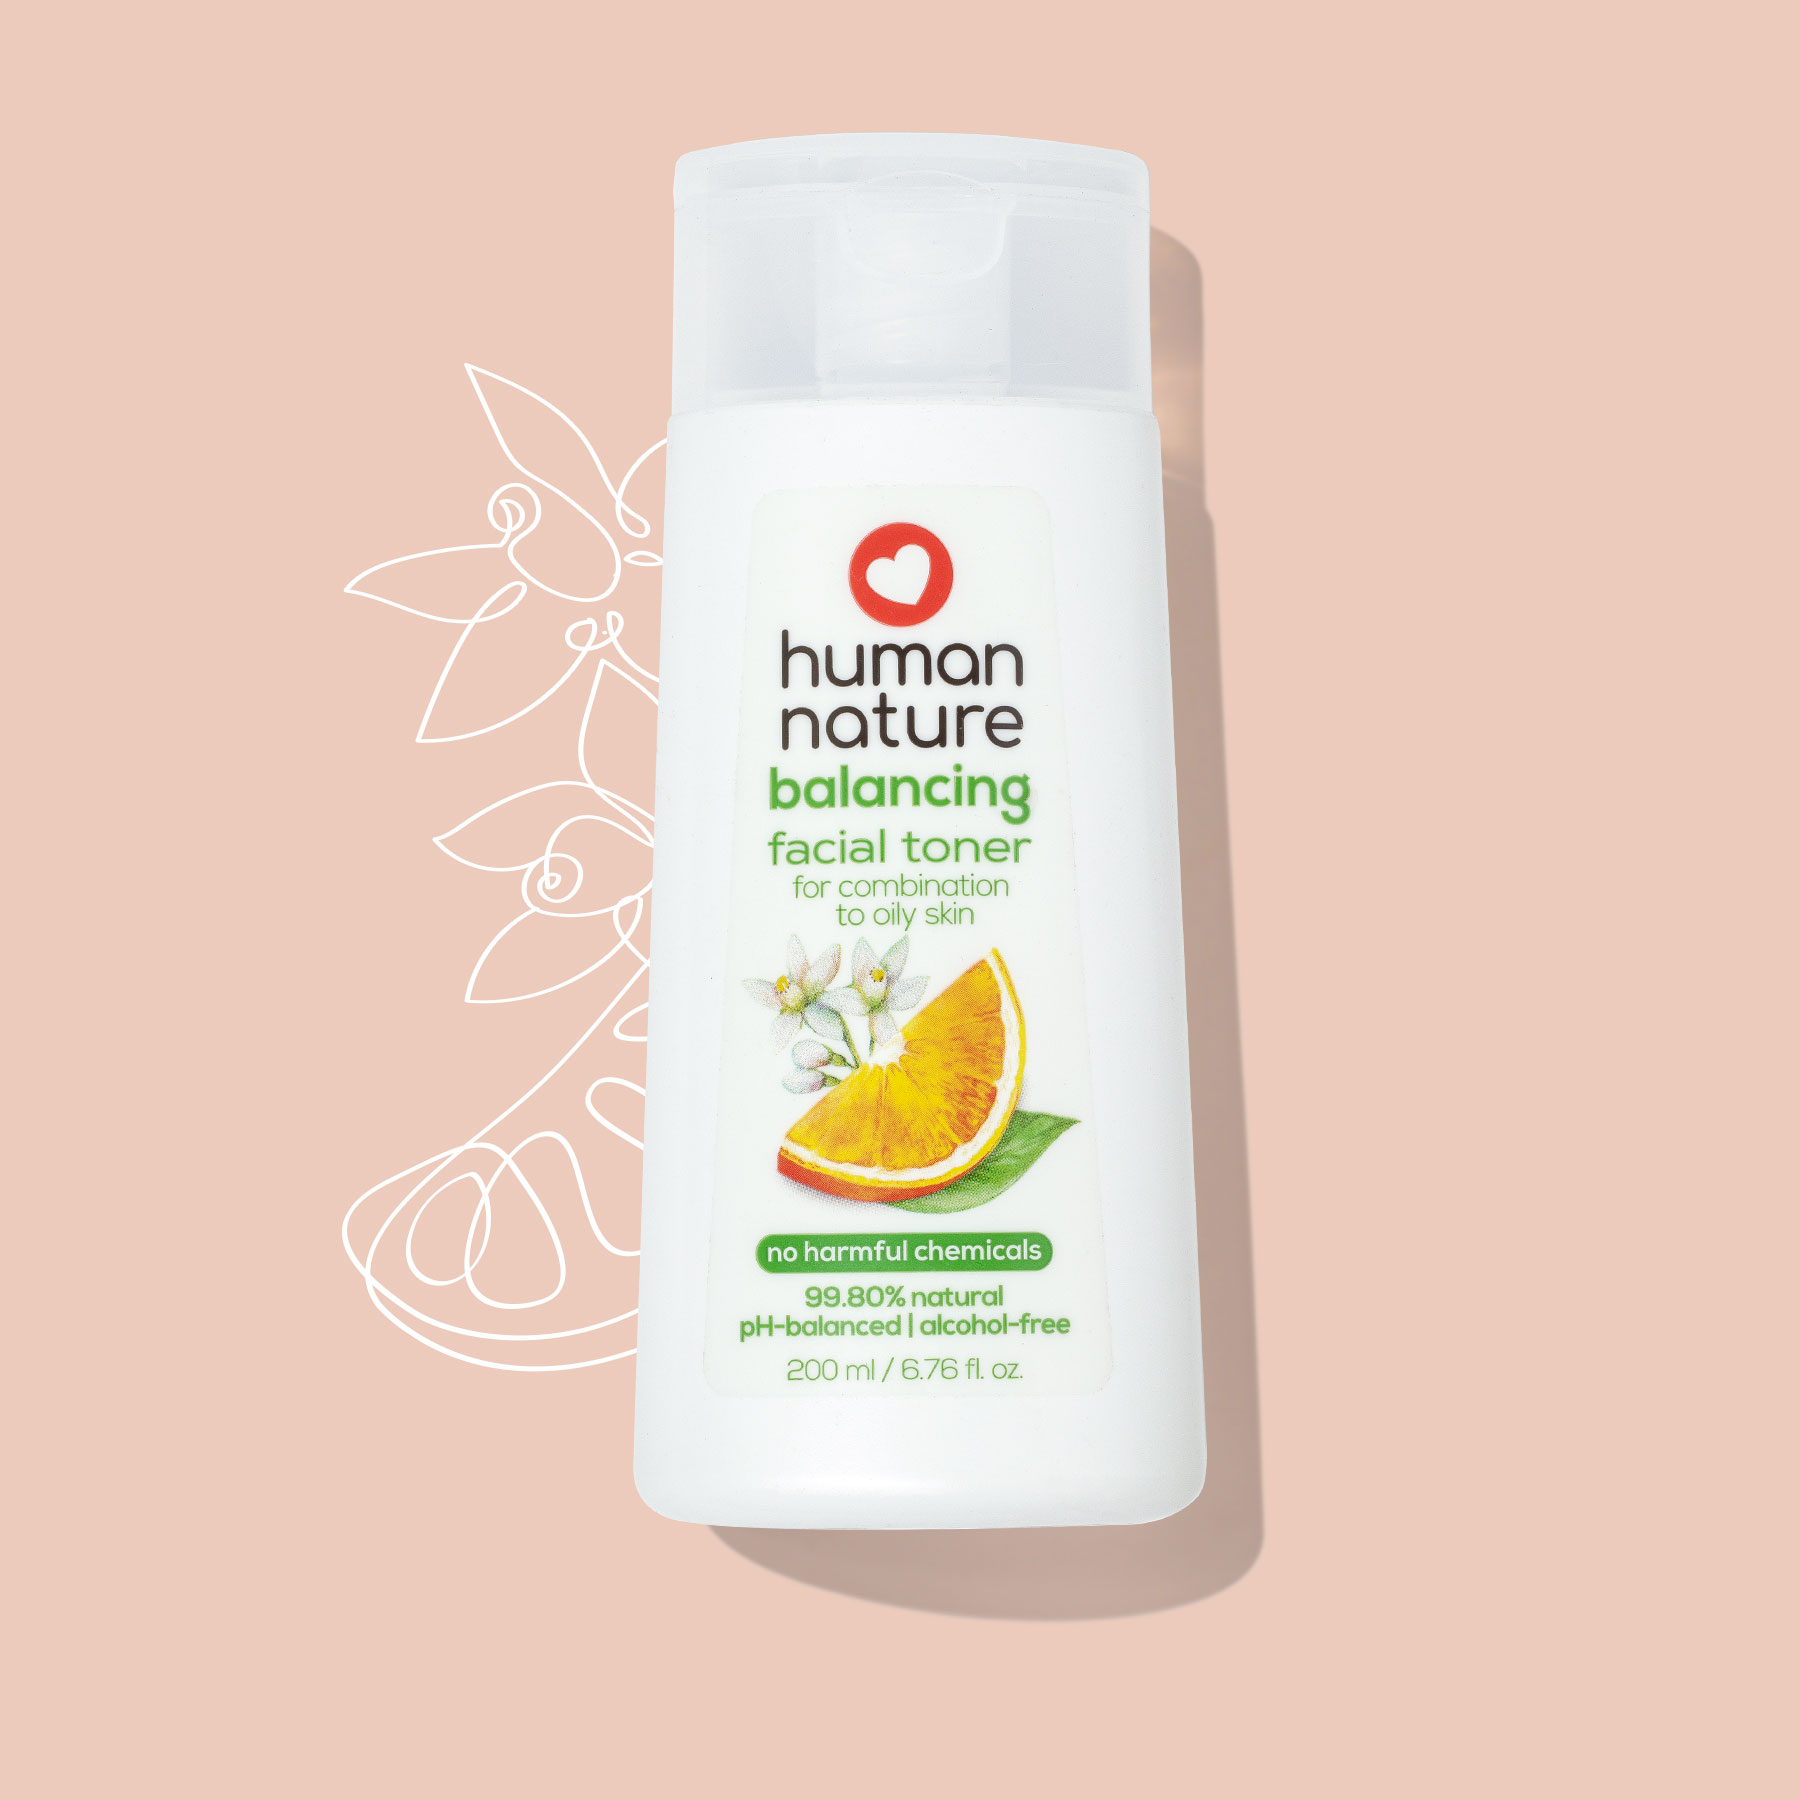 human
nature
balancing
facial toner
for combination
to oily skin
no harmful chemicals
99.80% natural
pH-balanced | alcohol-free
200 ml / 6.76 fl. oz.